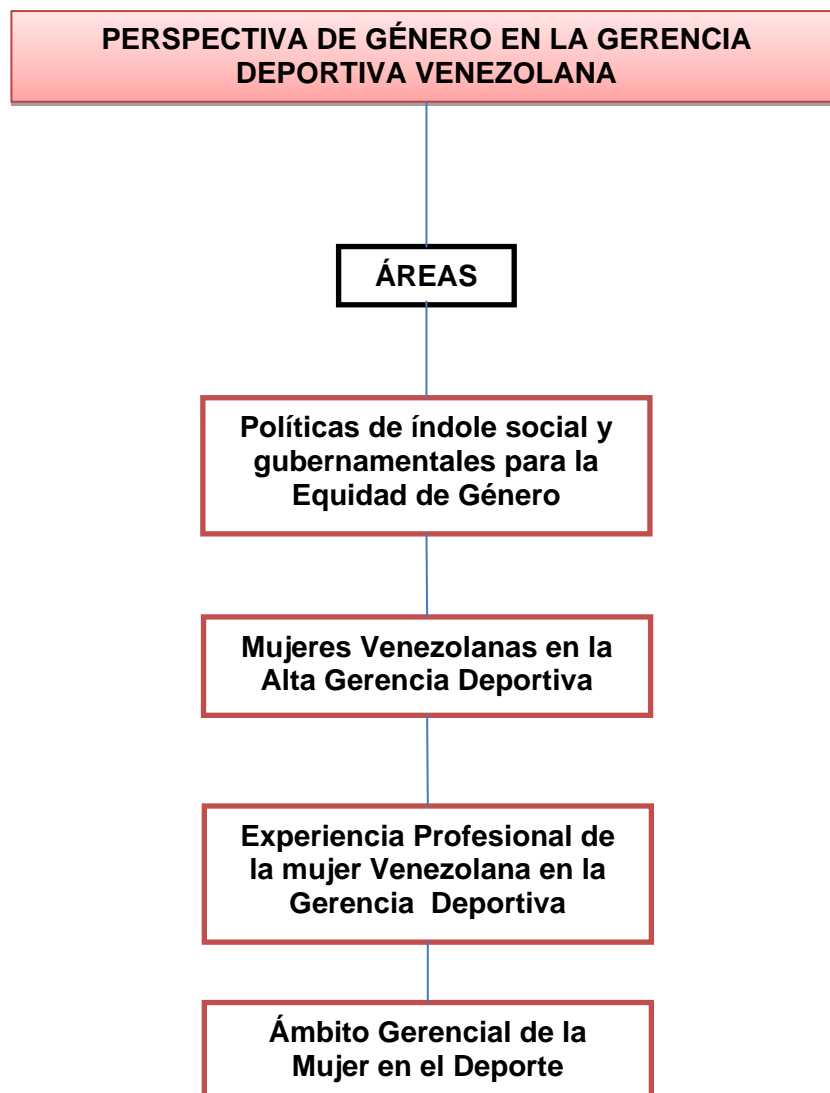 PERSPECTIVA DE GÉNERO EN LA GERENCIA
DEPORTIVA VENEZOLANA
ÁREAS
Políticas de índole social y
gubernamentales para la
Equidad de Género
Mujeres Venezolanas en la
Alta Gerencia Deportiva
Experiencia Profesional de
la mujer Venezolana en la
Gerencia Deportiva
Ámbito Gerencial de la
Mujer en el Deporte